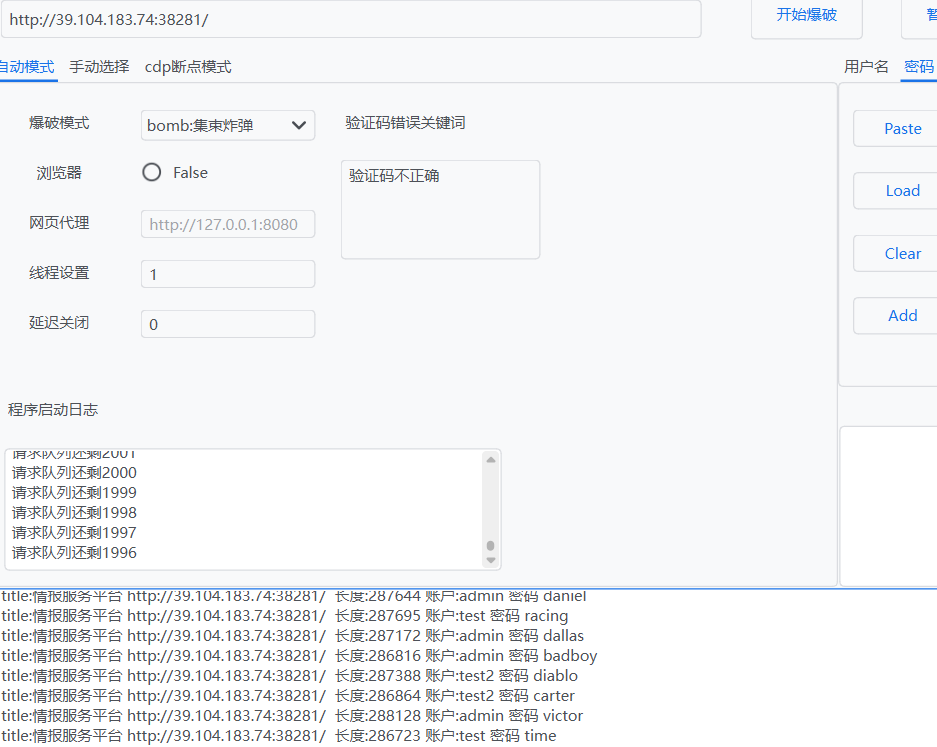 http://39.104.183.74:38281/
开始爆破
自动模式 手动选择 cdp断点模式
用户名 密码
爆破模式 bomb:集束炸弹 验证码错误关键词
Paste
浏览器 False 验证码不正确
Load
网页代理 http://127.0.0.1:8080
Clear
线程设置 1
Add
延迟关闭 0
程序启动日志
请求队列还剩2001
请求队列还剩2000
请求队列还剩1999
请求队列还剩1998
请求队列还剩1997
请求队列还剩1996
title:情报服务平台 http://39.104.183.74:38281/ 长度:287644 账户:admin 密码 daniel
title:情报服务平台 http://39.104.183.74:38281/ 长度:287695 账户:test 密码 racing
title:情报服务平台 http://39.104.183.74:38281/ 长度:287172 账户:admin 密码 dallas
title:情报服务平台 http://39.104.183.74:38281/ 长度:286816 账户:admin 密码 badboy
title:情报服务平台 http://39.104.183.74:38281/ 长度:287388 账户:test2 密码 diablo
title:情报服务平台 http://39.104.183.74:38281/ 长度:286864 账户:test2 密码 carter
title:情报服务平台 http://39.104.183.74:38281/ 长度:288128 账户:admin 密码 victor
title:情报服务平台 http://39.104.183.74:38281/ 长度:286723 账户:test 密码 time